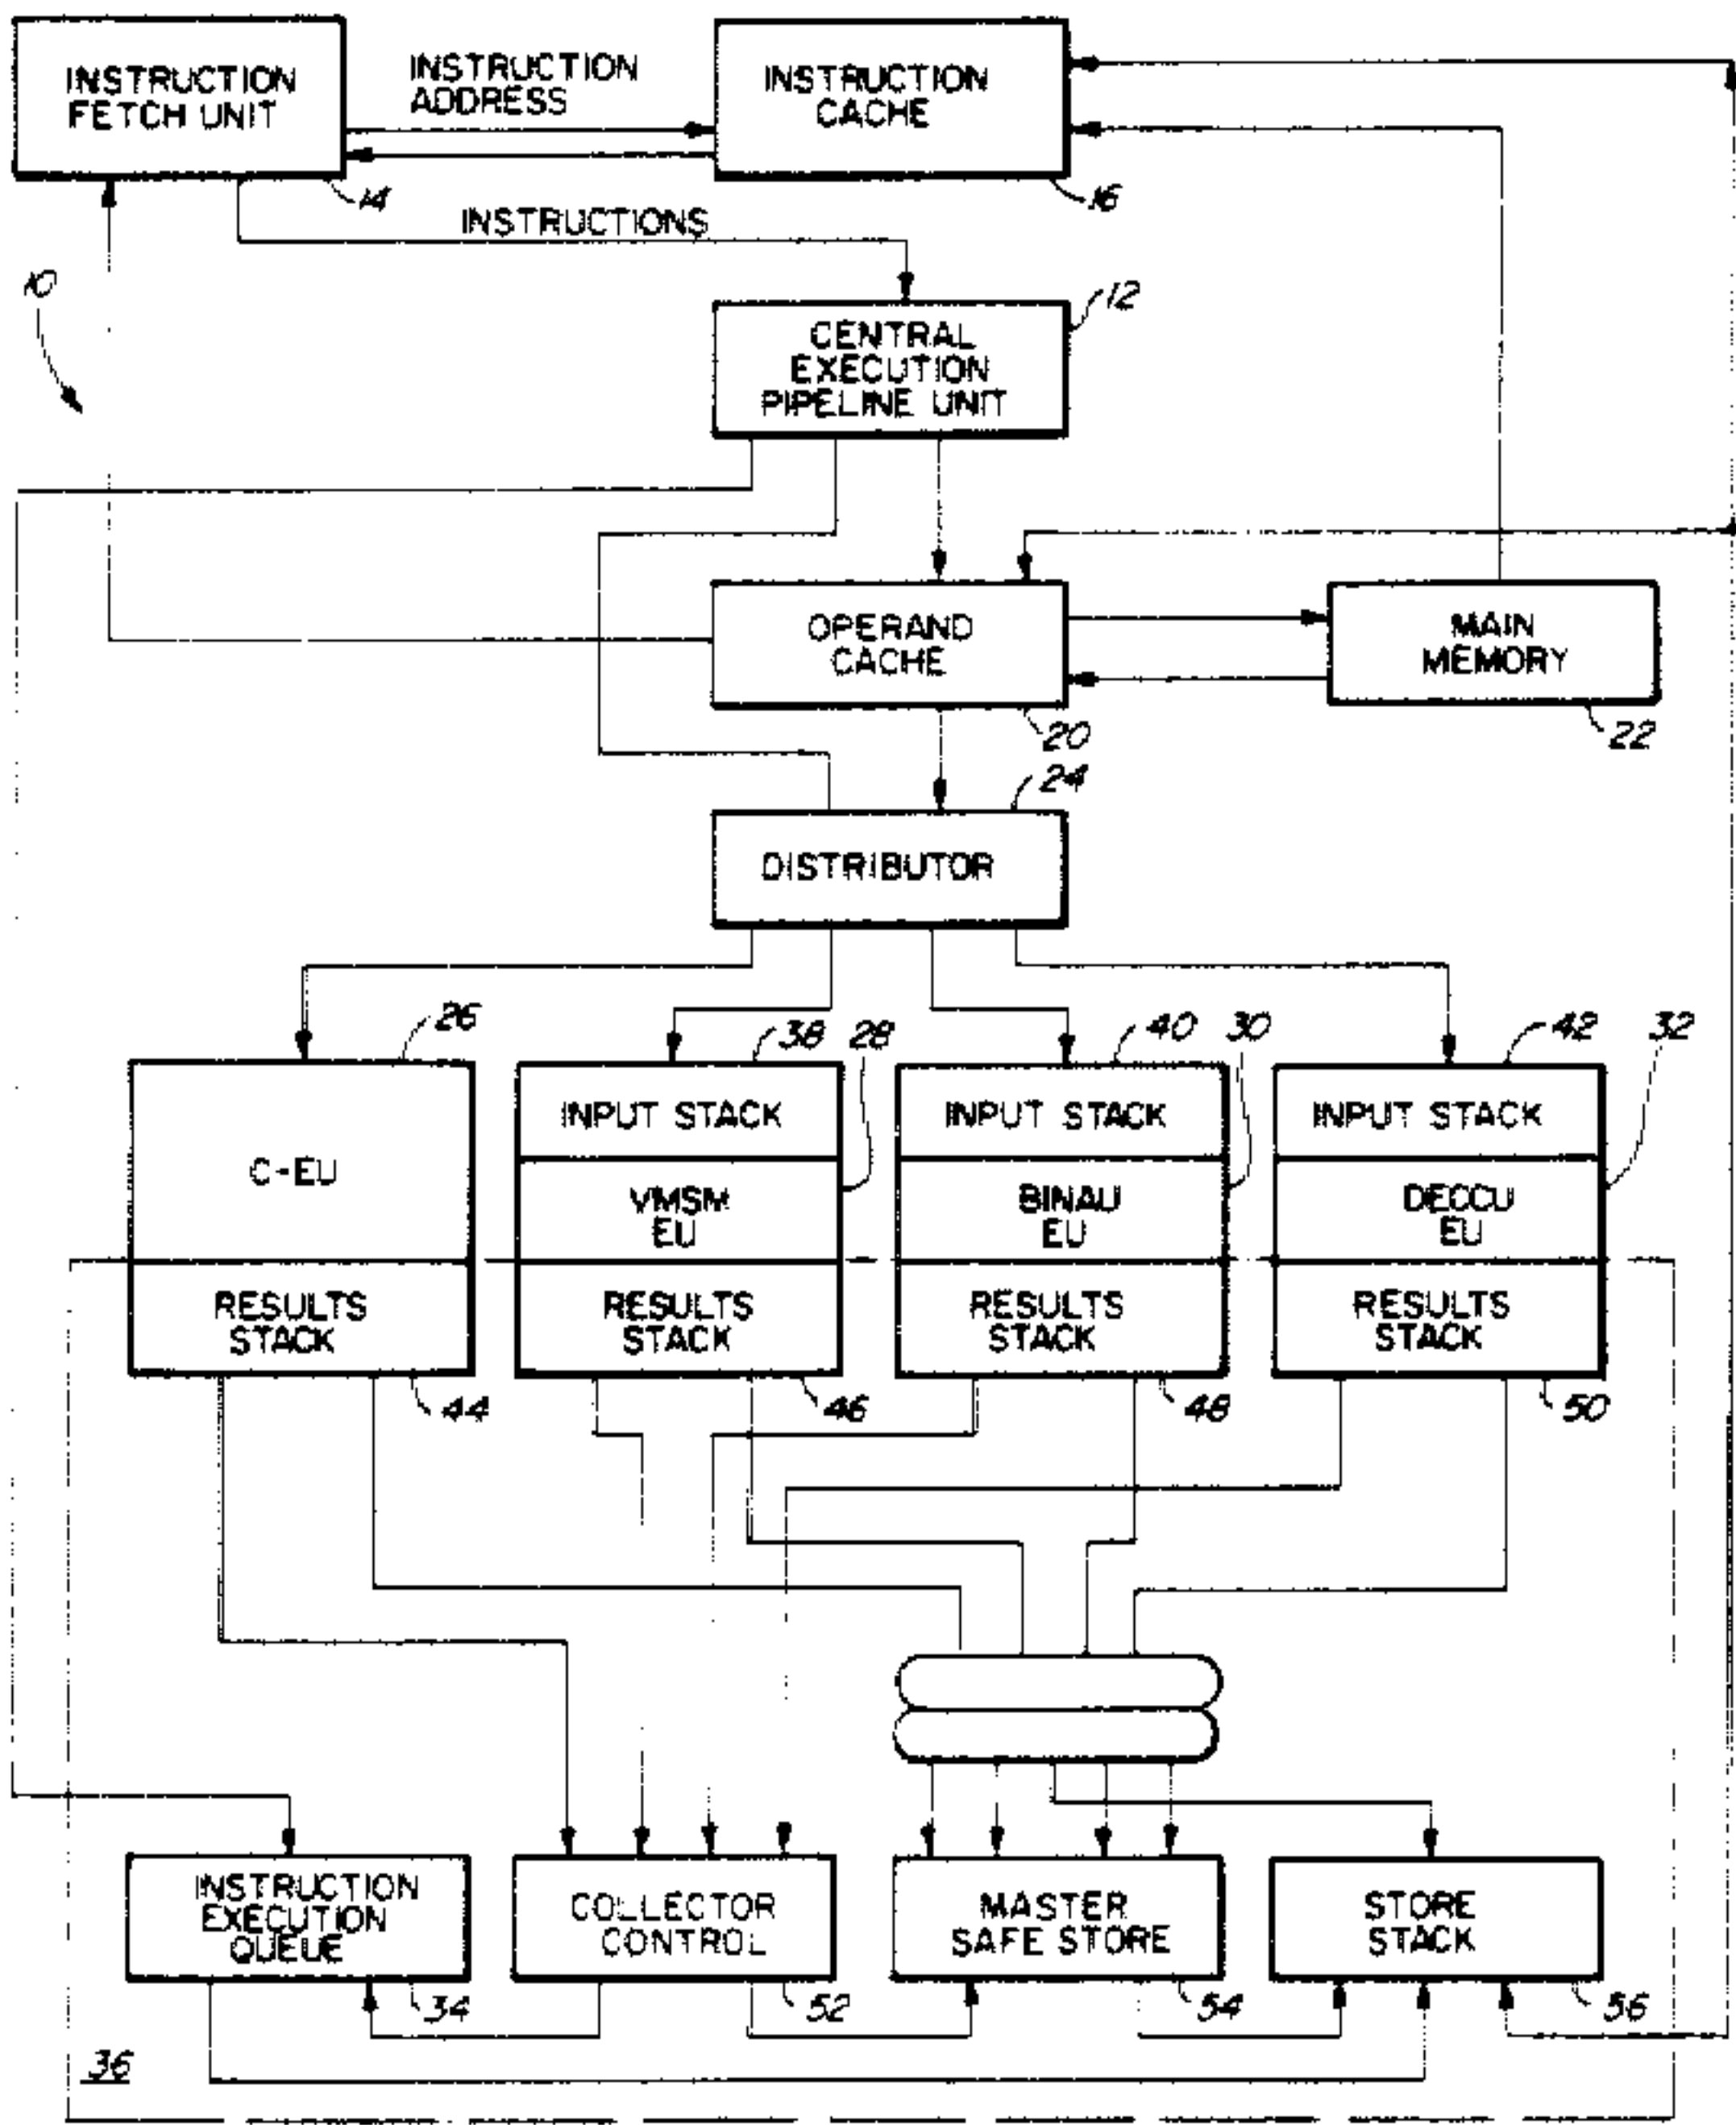 INSTRUCTION
FETCH UNIT
INSTRUCTION
ADDRESS
INSTRUCTION
CACHE
14
16
INSTRUCTIONS
10
12
CENTRAL
EXECUTION
PIPELINE UNIT
OPERAND
CACHE
MAIN
MEMORY
20
22
24
DISTRIBUTOR
26
38
28
40
30
42
32
C-EU
INPUT STACK
VMSM
EU
INPUT STACK
BINAU
EU
INPUT STACK
DECCU
EU
RESULTS
STACK
RESULTS
STACK
RESULTS
STACK
RESULTS
STACK
44
46
48
50
INSTRUCTION
EXECUTION
QUEUE
COLLECTOR
CONTROL
MASTER
SAFE STORE
STORE
STACK
34
52
54
56
36